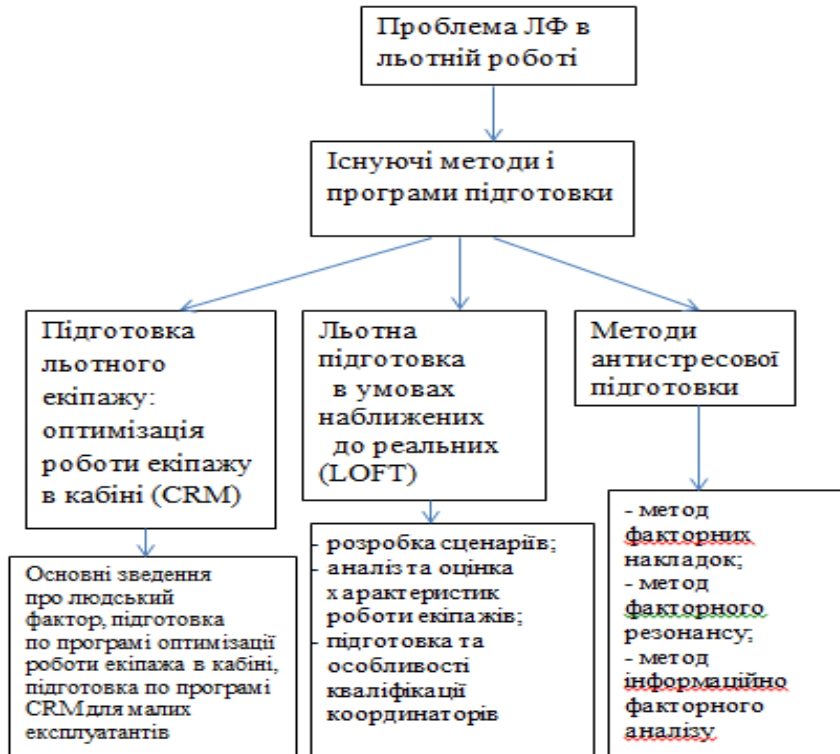 Проблема ЛФ в
льотній роботі
Існуючі методи і
програми підготовки
Підготовка
льотного
екіпажу:
оптимізація
роботи екіпажу
в кабіні (CRM)
Льотна
підготовка
в умовах
наближених
до реальних
(LOFT)
Методи
антистресової
підготовки
Основні зведення
про людський
фактор, підготовка
по програмі оптимізації
роботи екіпажа в кабіні,
підготовка по програмі
CRM для малих
експлуатантів
- розробка сценаріїв;
- аналіз та оцінка
характеристик
роботи екіпажів;
- підготовка та
особливості
кваліфікації
координаторів
- метод
факторних
накладок;
- метод
факторного
резонансу;
- метод
інформаційно
факторного
аналізу